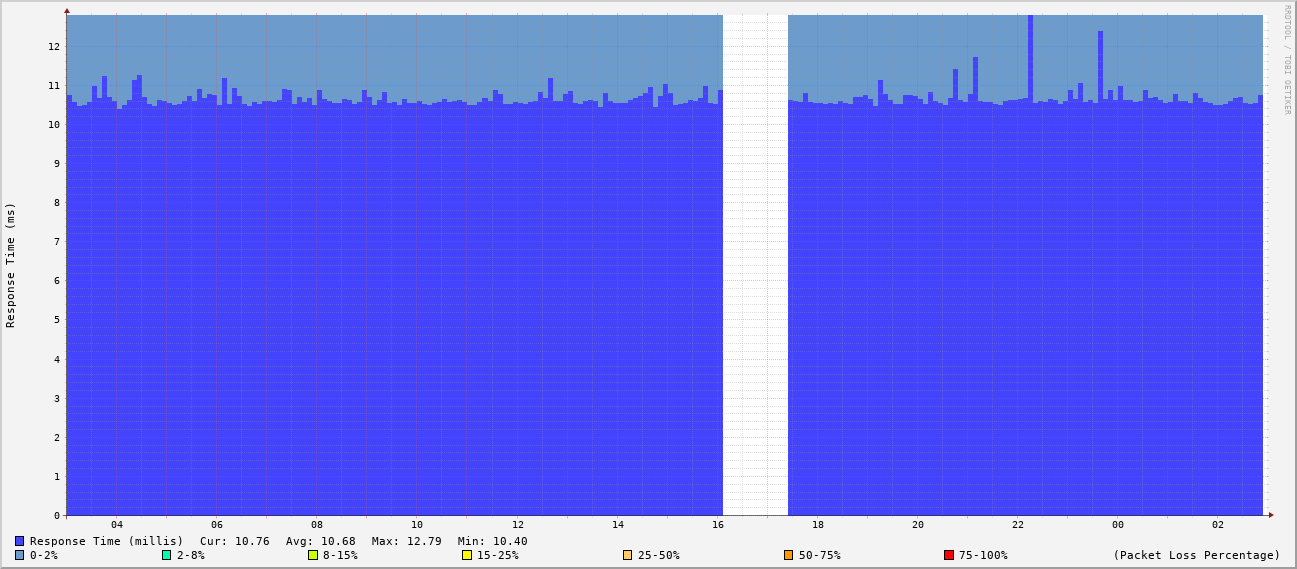 RRDTOOL / TOBI OETIKER
Response Time (ms)
12
11
10
9
8
7
6
5
4
3
2
1
0
04 06 08 10 12 14 16 18 20 22 00 02
Response Time (millis) Cur: 10.76 Avg: 10.68 Max: 12.79 Min: 10.40
0-2% 2-8% 8-15% 15-25% 25-50% 50-75% 75-100% (Packet Loss Percentage)